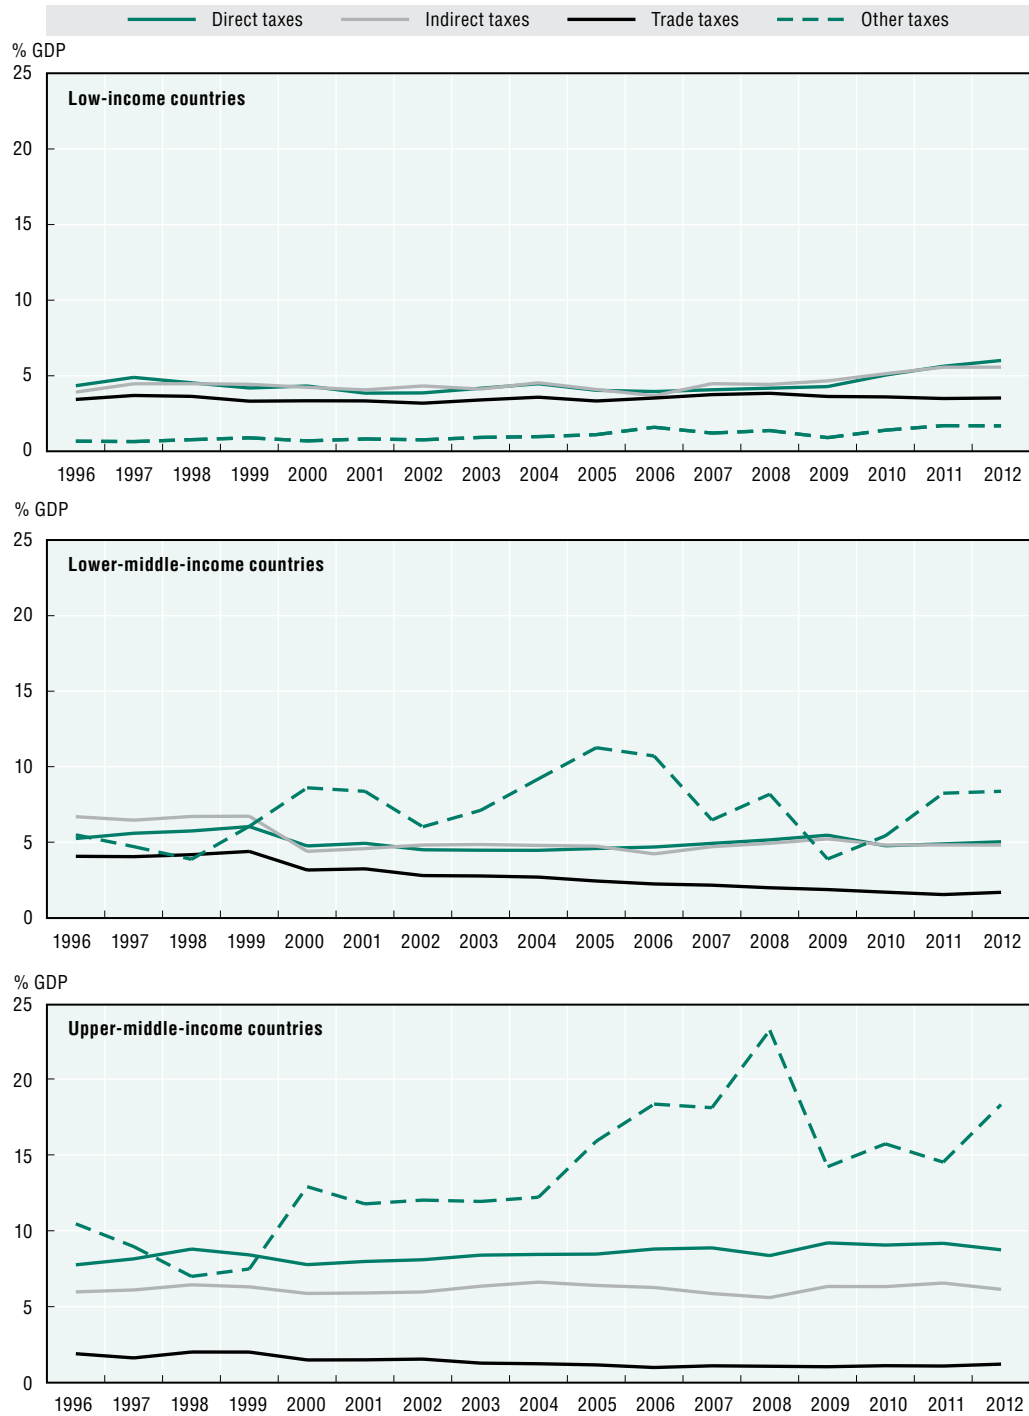 Direct taxes Indirect taxes Trade taxes Other taxes
% GDP
25
Low-income countries
20
15
10
5
0
1996 1997 1998 1999 2000 2001 2002 2003 2004 2005 2006 2007 2008 2009 2010 2011 2012
% GDP
25
Lower-middle-income countries
20
15
10
5
0
1996 1997 1998 1999 2000 2001 2002 2003 2004 2005 2006 2007 2008 2009 2010 2011 2012
% GDP
25
Upper-middle-income countries
20
15
10
5
0
1996 1997 1998 1999 2000 2001 2002 2003 2004 2005 2006 2007 2008 2009 2010 2011 2012